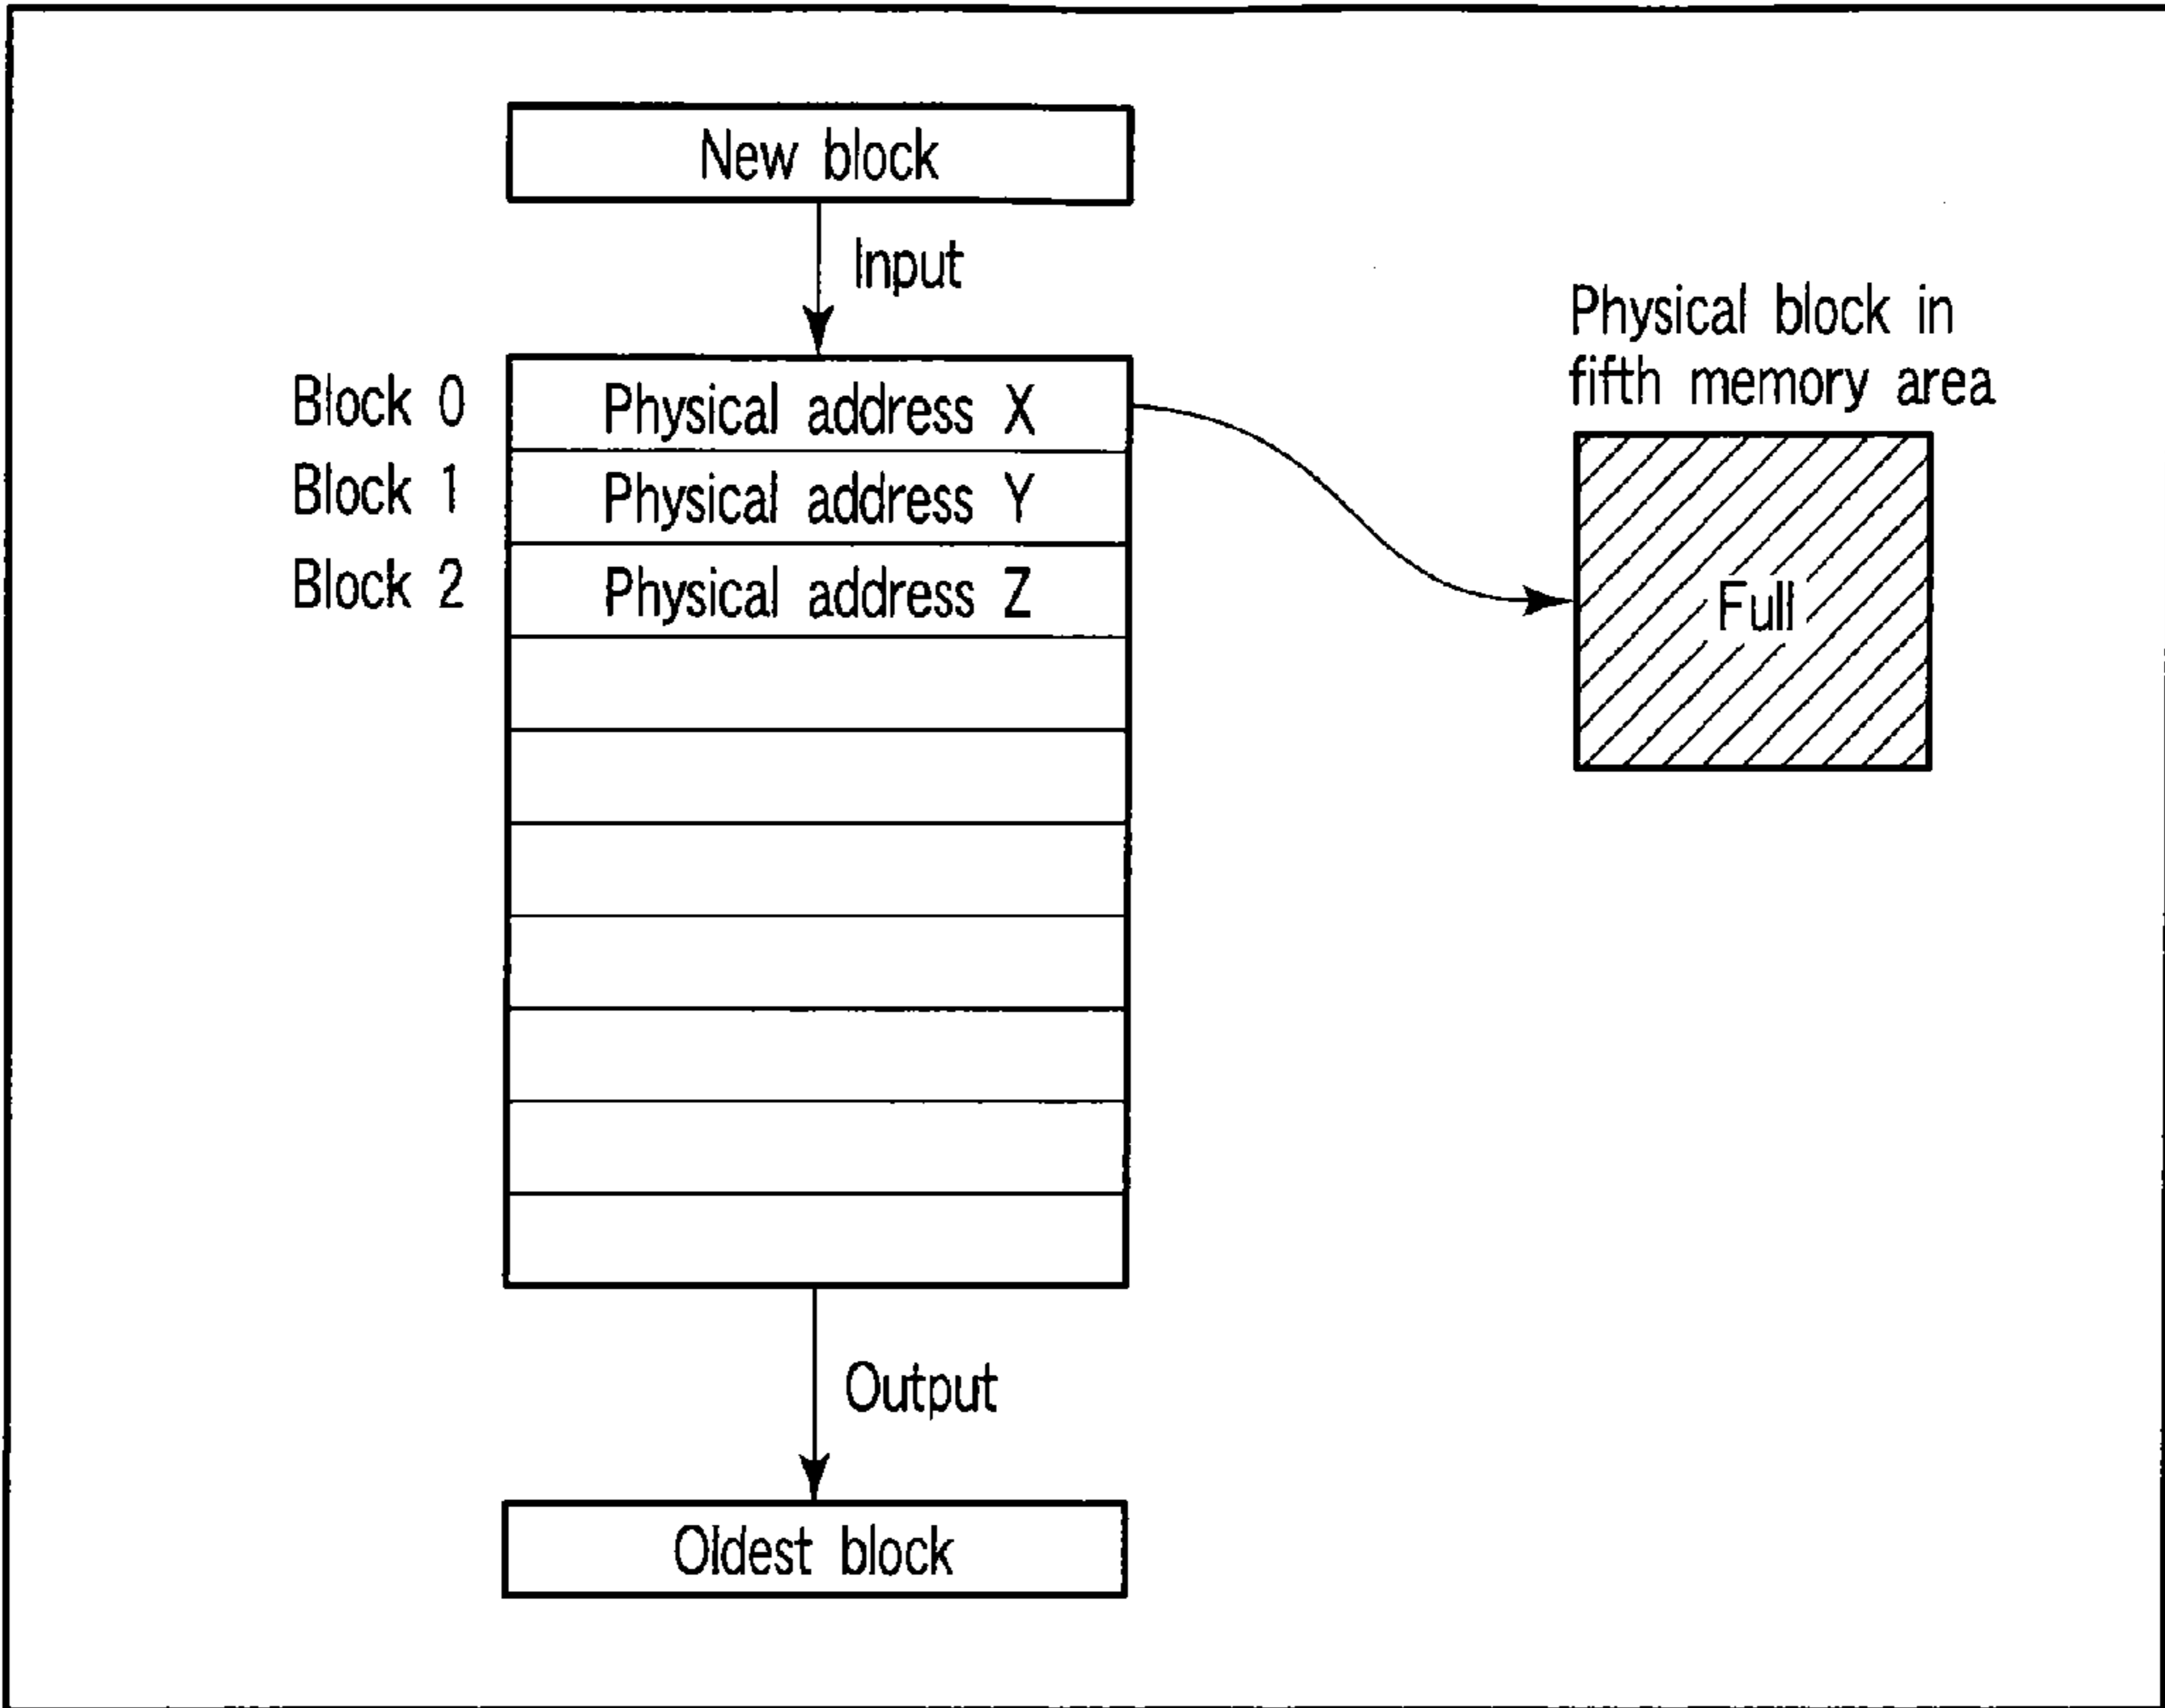 New block
Input
Physical block in
fifth memory area
Block 0 Physical address X
Block 1 Physical address Y
Block 2 Physical address Z
Full
Output
Oldest block